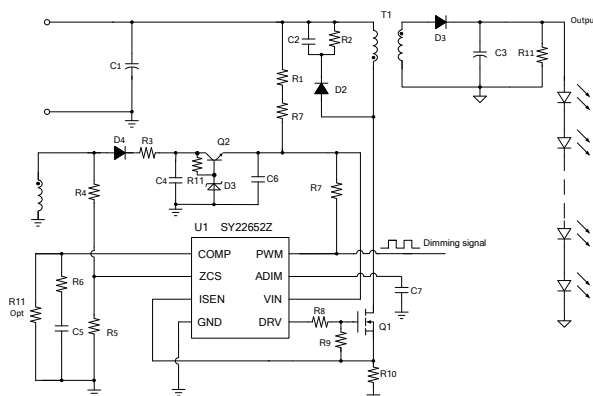 T1
Output
D3
C2
R2
C3
R11
C1
R1
D2
R7
D4
R3
Q2
C4
R11
D3
C6
R7
R4
U1 SY22652Z
COMP
PWM
Dimming signal
ZCS
ADIM
R6
C7
ISEN
VIN
R11
Opt
R8
C5
R5
GND
DRV
Q1
R9
R10